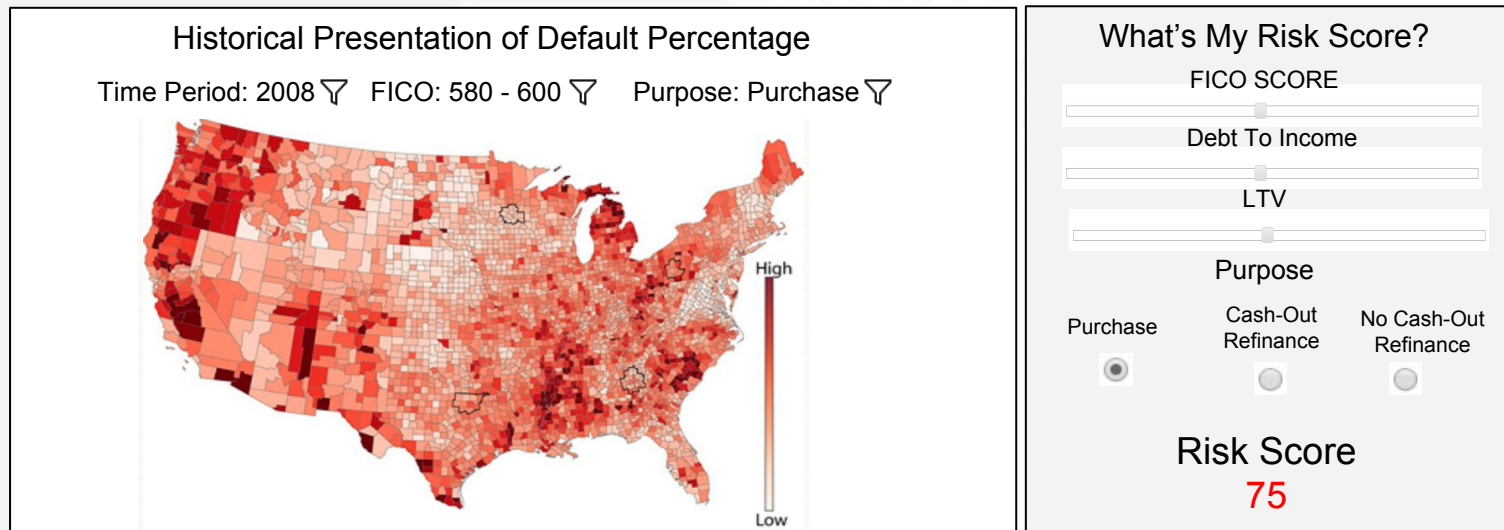 Historical Presentation of Default Percentage
Time Period: 2008 FICO: 580 - 600 Purpose: Purchase
High
Low
What's My Risk Score?
FICO SCORE
Debt To Income
LTV
Purpose
Purchase
Cash-Out
Refinance
No Cash-Out
Refinance
Risk Score
75